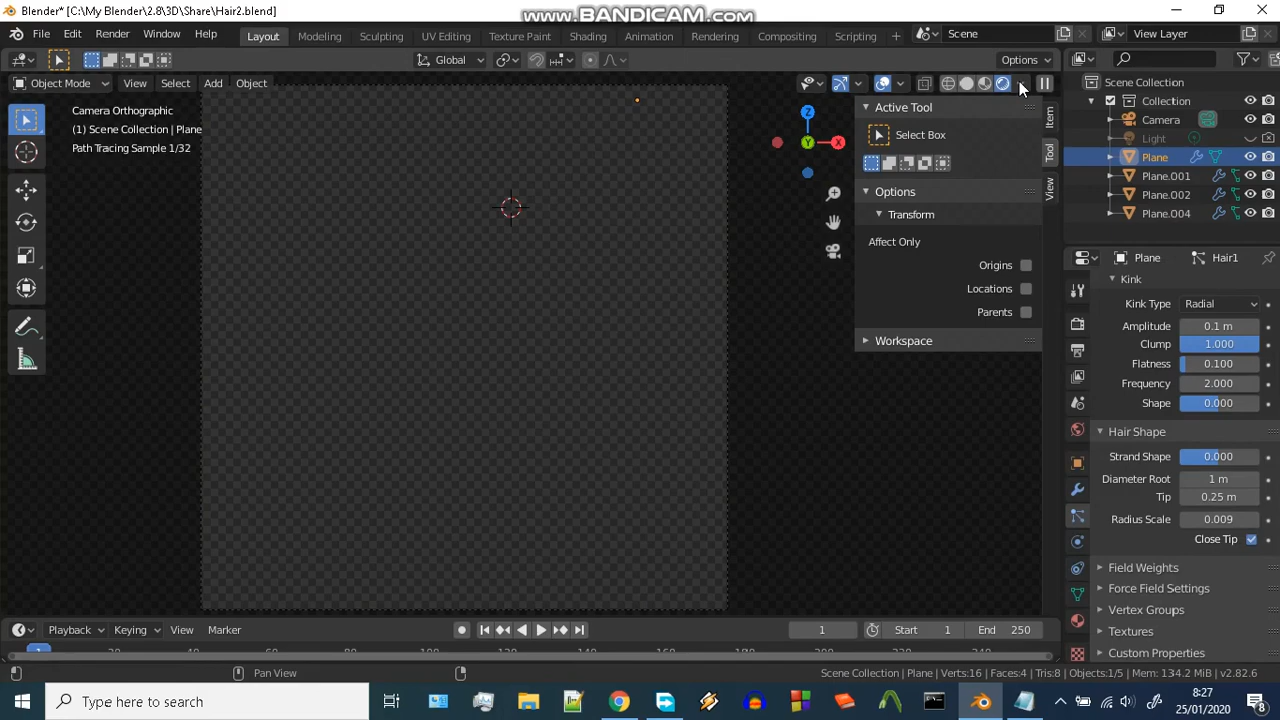 Blender* [C:\My Blender\2.8\3D\Share\Hair2.blend]
www.BANDICAM.com
File Edit Render Window Help
Layout Modeling Sculpting UV Editing Texture Paint Shading Animation Rendering Compositing Scripting +
Scene
View Layer
Global
Options
Object Mode View Select Add Object
Camera Orthographic
(1) Scene Collection | Plane
Path Tracing Sample 1/32
Z
Y
X
Active Tool
Select Box
Options
Transform
Affect Only
Origins
Locations
Parents
Workspace
Item
Tool
View
Scene Collection
Collection
Camera
Light
Plane
Plane.001
Plane.002
Plane.004
Plane Hair1
Kink
Kink Type Radial
Amplitude 0.1 m
Clump 1.000
Flatness 0.100
Frequency 2.000
Shape 0.000
Hair Shape
Strand Shape 0.000
Diameter Root 1 m
Tip 0.25 m
Radius Scale 0.009
Close Tip
Field Weights
Force Field Settings
Vertex Groups
Textures
Custom Properties
Playback Keying View Marker
1
Start 1 End 250
1
Pan View
Scene Collection | Plane | Verts:16 | Faces:4 | Tris:8 | Objects:1/5 | Mem: 134.2 MiB | v2.82.6
Type here to search
8:27
25/01/2020